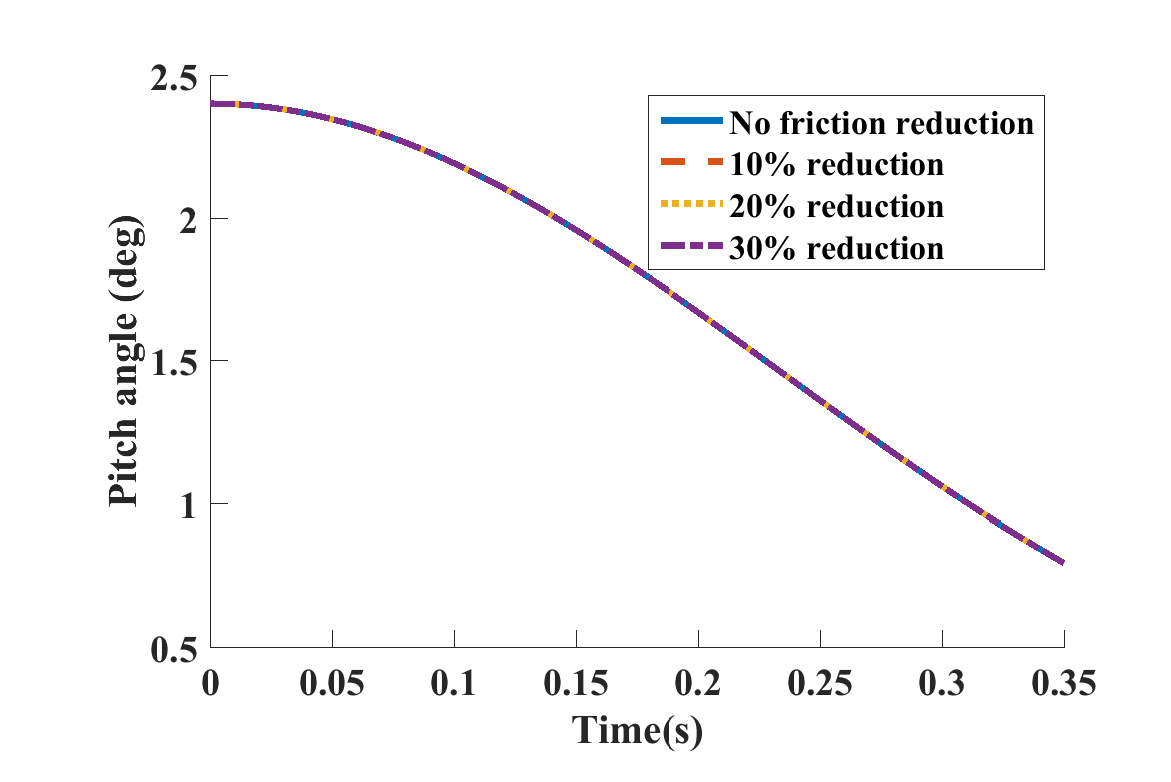 2.5
2
1.5
1
0.5
0 0.05 0.1 0.15 0.2 0.25 0.3 0.35
Time(s)
Pitch angle (deg)
No friction reduction
10% reduction
20% reduction
30% reduction